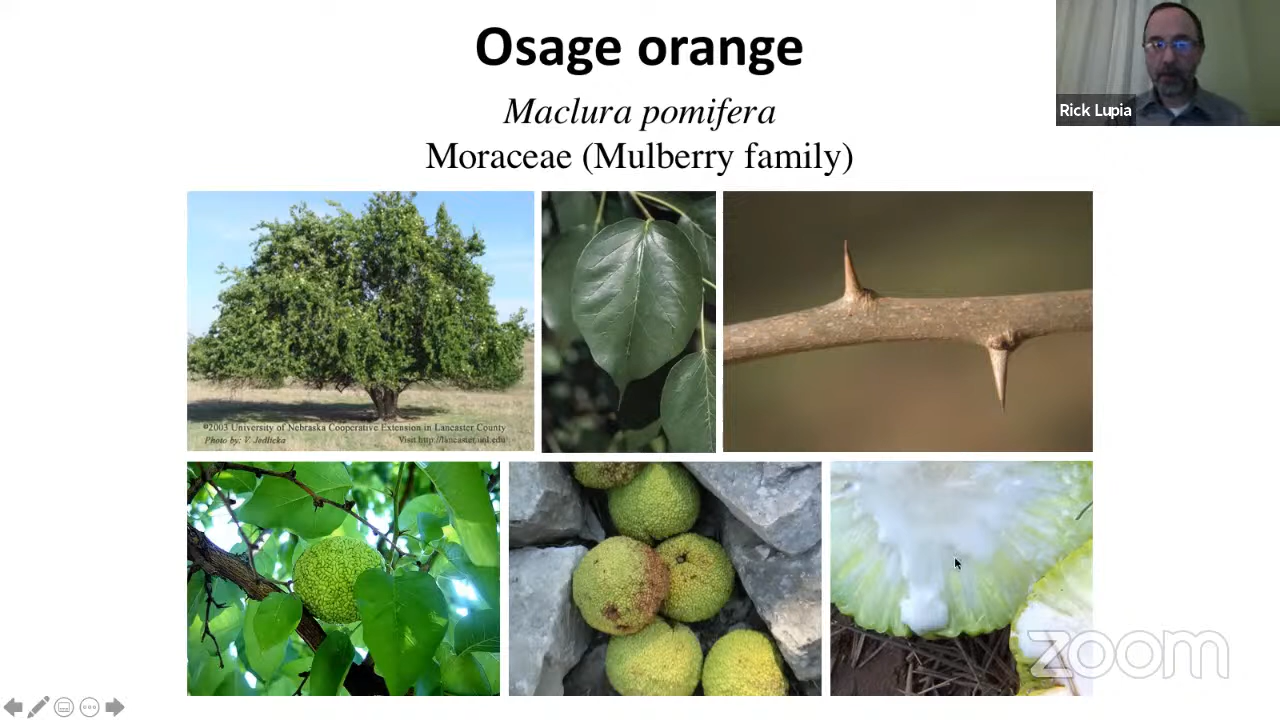 Osage orange
Maclura pomifera
Moraceae (Mulberry family)
Rick Lupia
©2003 University of Nebraska Cooperative Extension in Lancaster County
Photo by: V. Jedlicka
Visit http://lancaster.unl.edu
zoom